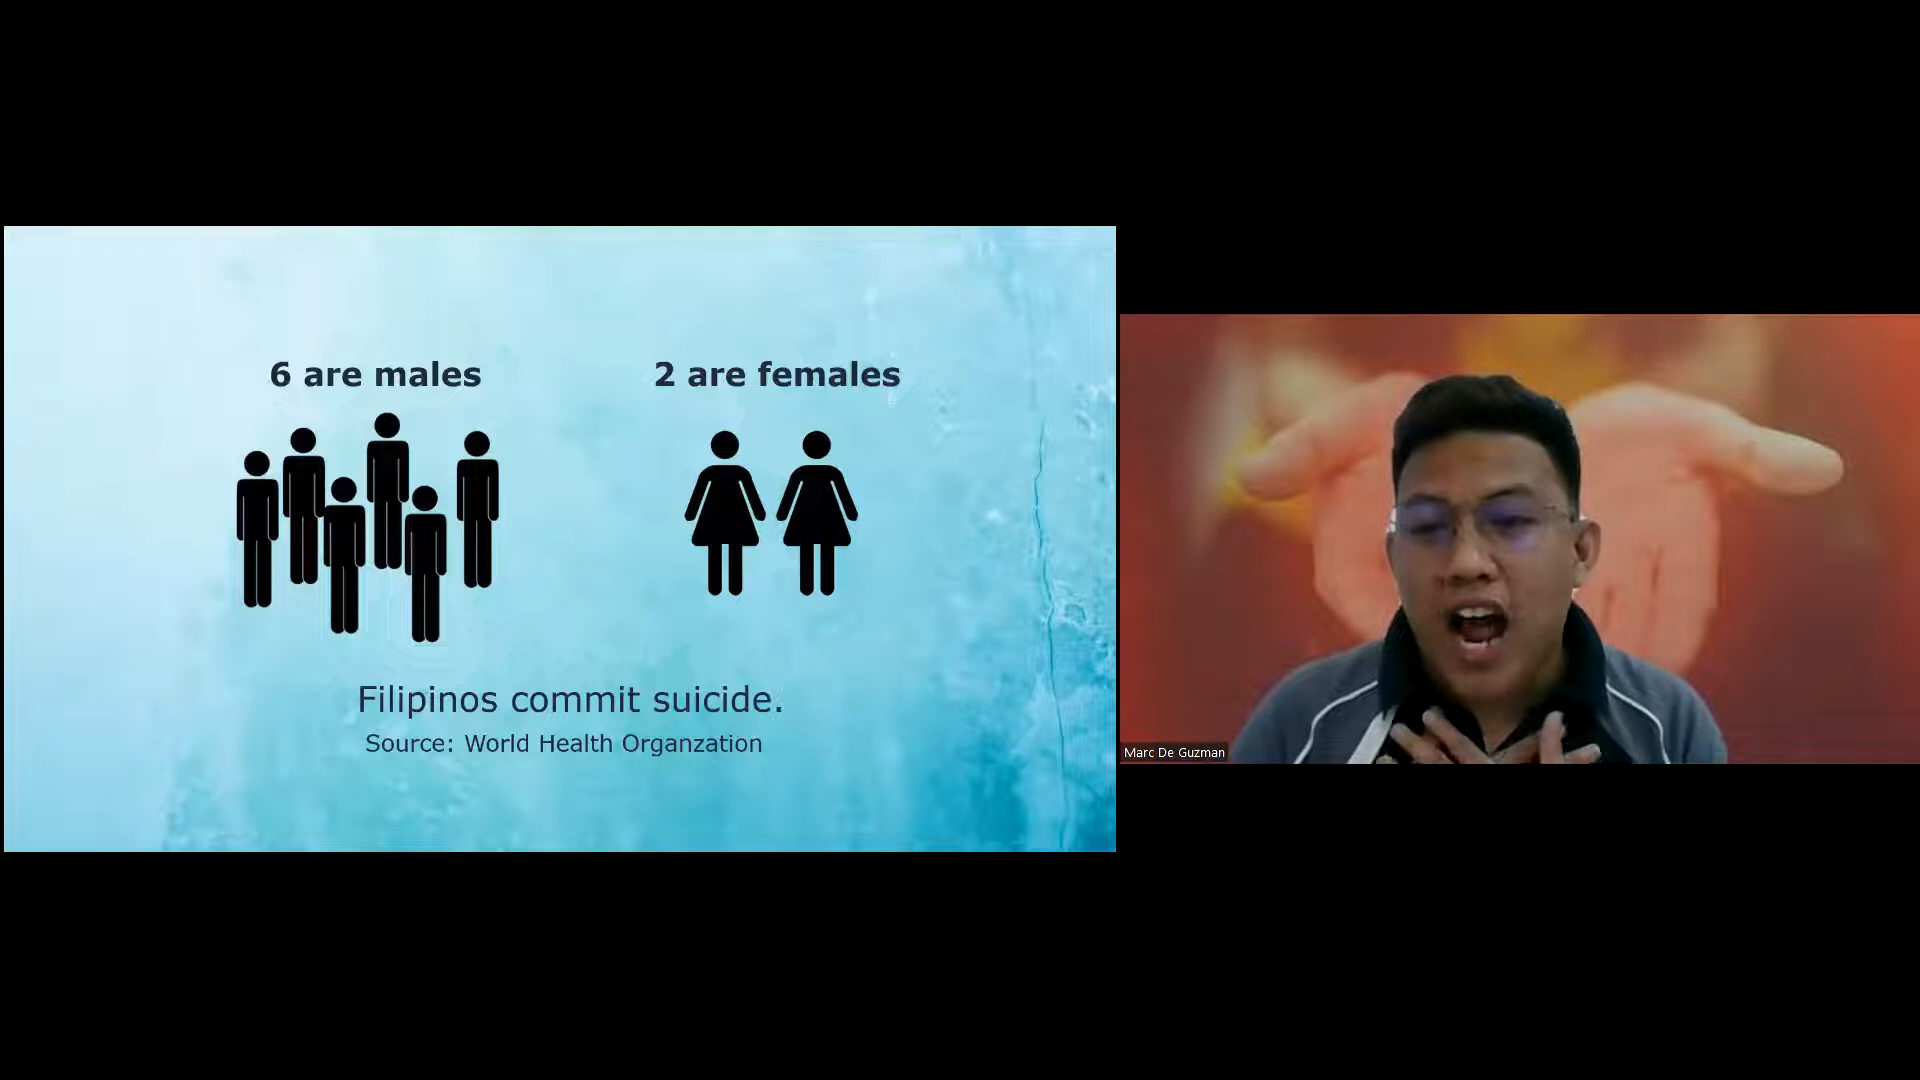 6 are males
2 are females
Filipinos commit suicide.
Source: World Health Organzation
Marc De Guzman